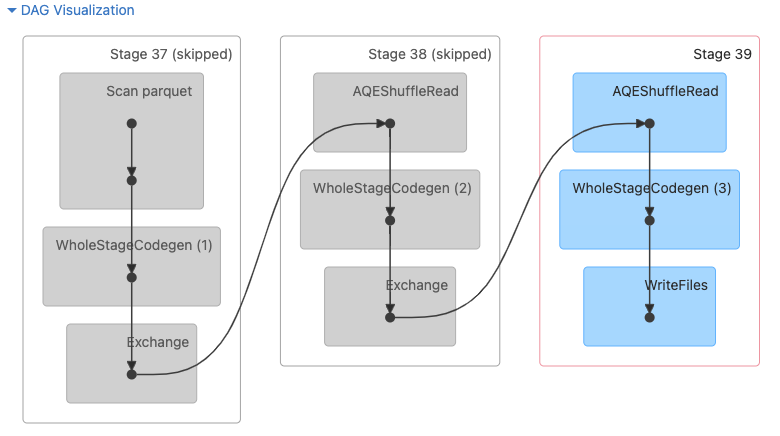 DAG Visualization
Stage 37 (skipped)
Scan parquet
WholeStageCodegen (1)
Exchange
Stage 38 (skipped)
AQEShuffleRead
WholeStageCodegen (2)
Exchange
Stage 39
AQEShuffleRead
WholeStageCodegen (3)
WriteFiles